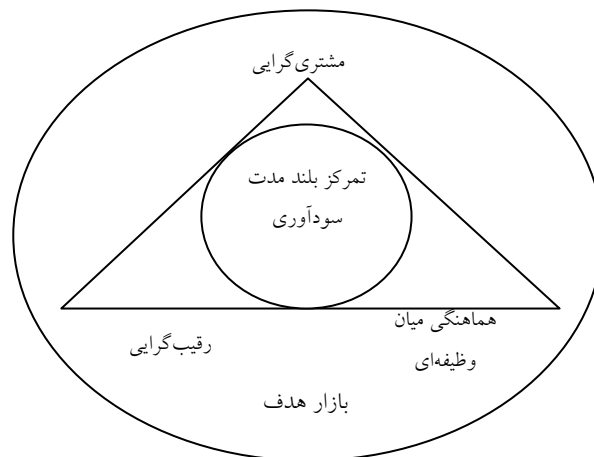 مشتری‌گرایی
تمرکز بلند مدت
سودآوری
هماهنگی میان
وظیفه‌ای
رقیب‌گرایی
بازار هدف